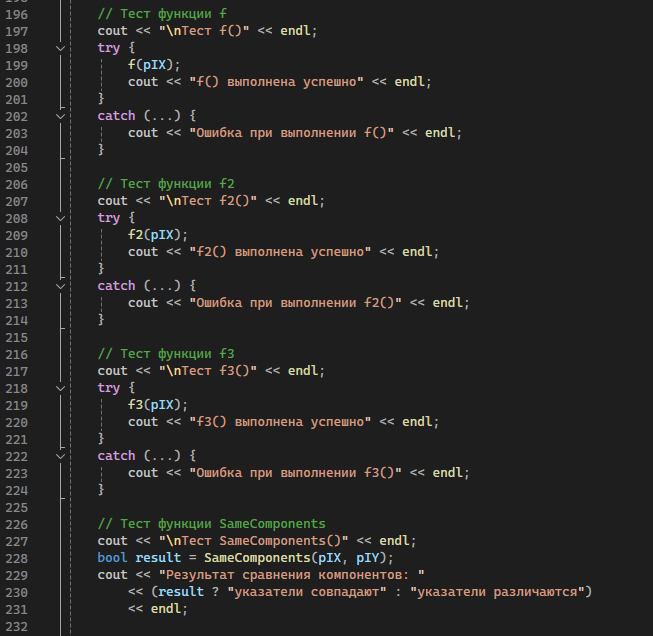 196 // Тест функции f
197 cout << "\nТест f()" << endl;
198 try {
199 f(pIX);
200 cout << "f() выполнена успешно" << endl;
201 }
202 catch (...) {
203 cout << "Ошибка при выполнении f()" << endl;
204 }
205
206 // Тест функции f2
207 cout << "\nТест f2()" << endl;
208 try {
209 f2(pIX);
210 cout << "f2() выполнена успешно" << endl;
211 }
212 catch (...) {
213 cout << "Ошибка при выполнении f2()" << endl;
214 }
215
216 // Тест функции f3
217 cout << "\nТест f3()" << endl;
218 try {
219 f3(pIX);
220 cout << "f3() выполнена успешно" << endl;
221 }
222 catch (...) {
223 cout << "Ошибка при выполнении f3()" << endl;
224 }
225
226 // Тест функции SameComponents
227 cout << "\nТест SameComponents()" << endl;
228 bool result = SameComponents(pIX, pIY);
229 cout << "Результат сравнения компонентов: "
230 << (result ? "указатели совпадают" : "указатели различаются")
231 << endl;
232